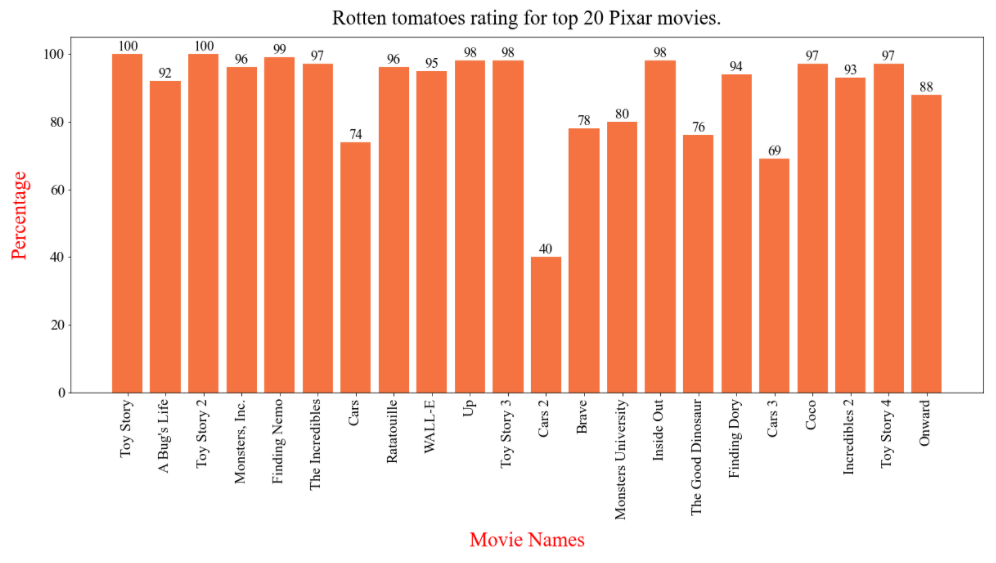 Rotten tomatoes rating for top 20 Pixar movies.
100
92
100
96
99
97
74
96
95
98
98
40
78
80
98
76
94
69
97
93
97
88
100
80
60
40
20
0
Percentage
Toy Story
A Bug's Life
Toy Story 2
Monsters, Inc.
Finding Nemo
The Incredibles
Cars
Ratatouille
WALL-E
Up
Toy Story 3
Cars 2
Brave
Monsters University
Inside Out
The Good Dinosaur
Finding Dory
Cars 3
Coco
Incredibles 2
Toy Story 4
Onward
Movie Names